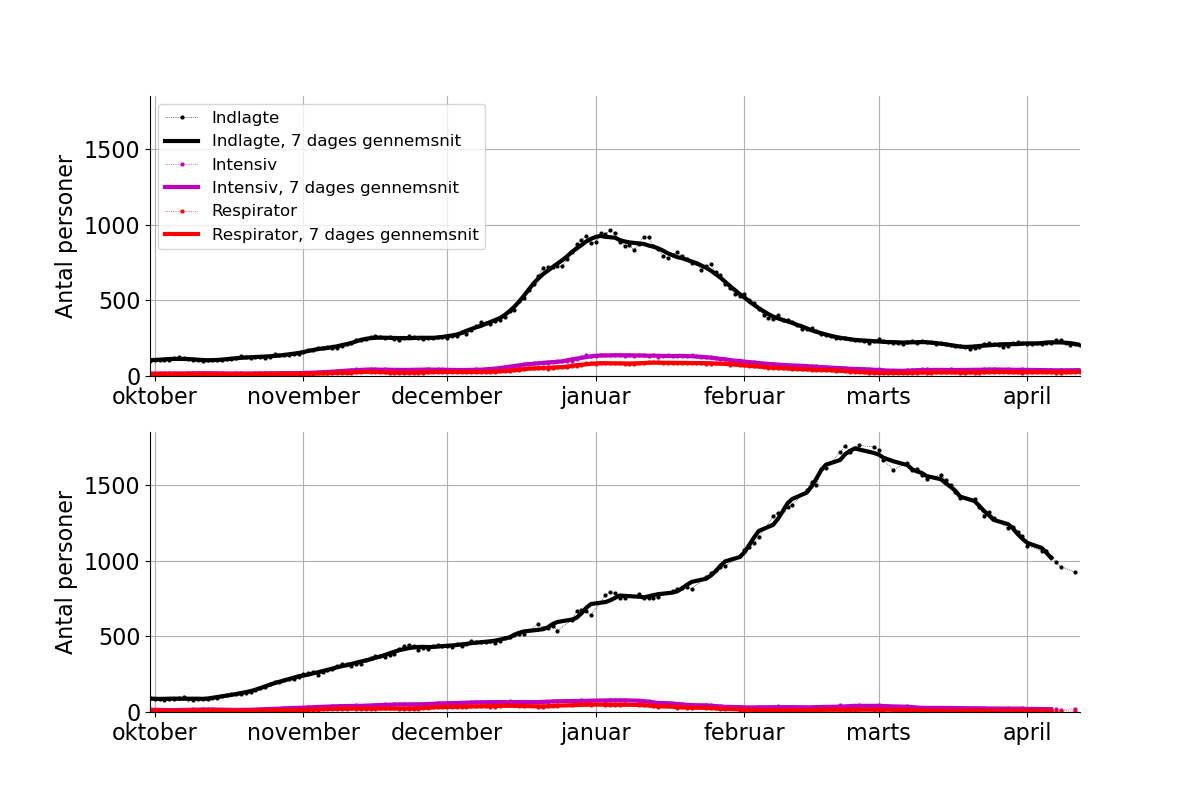 Indlagte
Indlagte, 7 dages gennemsnit
Intensiv
Intensiv, 7 dages gennemsnit
Respirator
Respirator, 7 dages gennemsnit
Antal personer
1500
1000
500
0
oktober november december januar februar marts april
Antal personer
1500
1000
500
0
oktober november december januar februar marts april